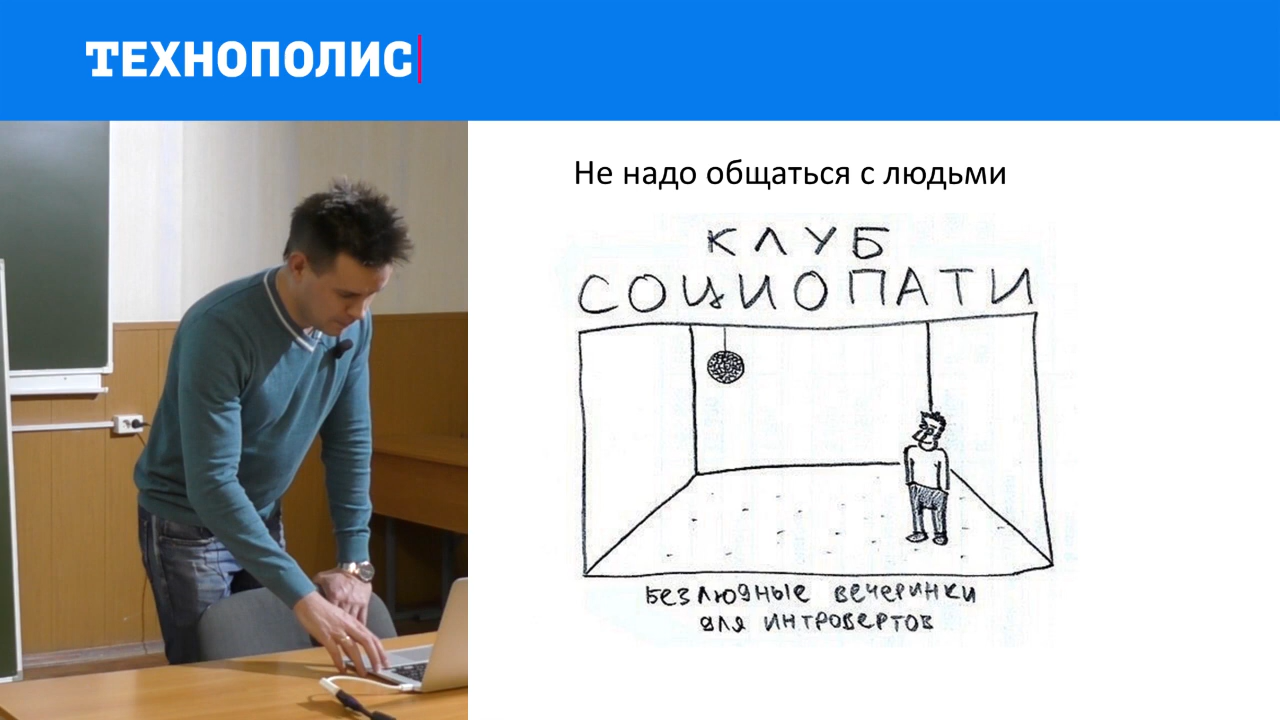 ТЕХНОПОЛИС
Не надо общаться с людьми
КЛУБ
СОЦИОПАТИ
БЕЗЛЮДНЫЕ ВЕЧЕРИНКИ
ДЛЯ ИНТРОВЕРТОВ